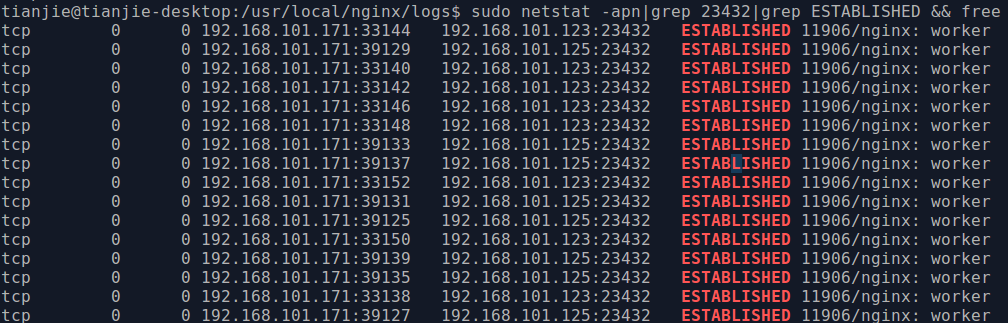 tianjie@tianjie-desktop:/usr/local/nginx/logs$ sudo netstat -apn|grep 23432|grep ESTABLISHED && free
tcp 0 0 192.168.101.171:33144 192.168.101.123:23432 ESTABLISHED 11906/nginx: worker
tcp 0 0 192.168.101.171:39129 192.168.101.125:23432 ESTABLISHED 11906/nginx: worker
tcp 0 0 192.168.101.171:33140 192.168.101.123:23432 ESTABLISHED 11906/nginx: worker
tcp 0 0 192.168.101.171:33142 192.168.101.123:23432 ESTABLISHED 11906/nginx: worker
tcp 0 0 192.168.101.171:33146 192.168.101.123:23432 ESTABLISHED 11906/nginx: worker
tcp 0 0 192.168.101.171:33148 192.168.101.123:23432 ESTABLISHED 11906/nginx: worker
tcp 0 0 192.168.101.171:39133 192.168.101.125:23432 ESTABLISHED 11906/nginx: worker
tcp 0 0 192.168.101.171:39137 192.168.101.125:23432 ESTABLISHED 11906/nginx: worker
tcp 0 0 192.168.101.171:33152 192.168.101.123:23432 ESTABLISHED 11906/nginx: worker
tcp 0 0 192.168.101.171:39131 192.168.101.125:23432 ESTABLISHED 11906/nginx: worker
tcp 0 0 192.168.101.171:39125 192.168.101.125:23432 ESTABLISHED 11906/nginx: worker
tcp 0 0 192.168.101.171:33150 192.168.101.123:23432 ESTABLISHED 11906/nginx: worker
tcp 0 0 192.168.101.171:39139 192.168.101.125:23432 ESTABLISHED 11906/nginx: worker
tcp 0 0 192.168.101.171:39135 192.168.101.125:23432 ESTABLISHED 11906/nginx: worker
tcp 0 0 192.168.101.171:33138 192.168.101.123:23432 ESTABLISHED 11906/nginx: worker
tcp 0 0 192.168.101.171:39127 192.168.101.125:23432 ESTABLISHED 11906/nginx: worker